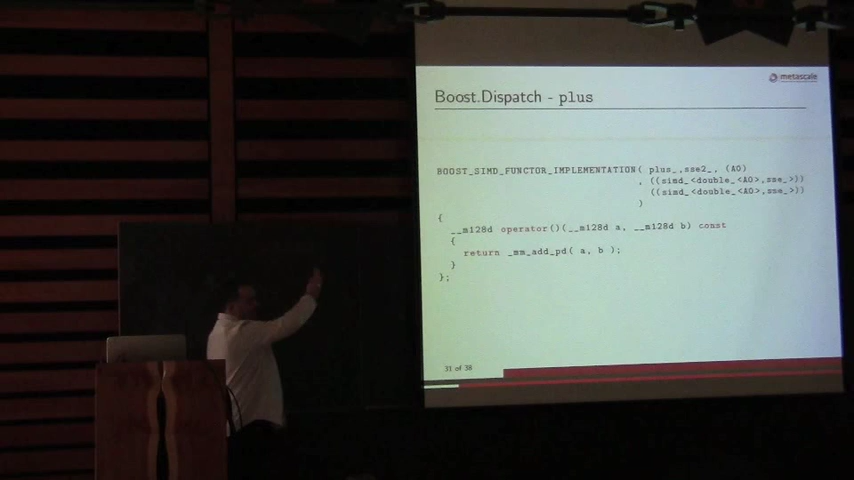 metascale
Boost.Dispatch - plus
BOOST_SIMD_FUNCTOR_IMPLEMENTATION( plus_,sse2_, (A0)
, ((simd_<double_<A0>,sse_>))
((simd_<double_<A0>,sse_>))
)
{
__m128d operator()(__m128d a, __m128d b) const
{
return _mm_add_pd( a, b );
}
};
31 of 38